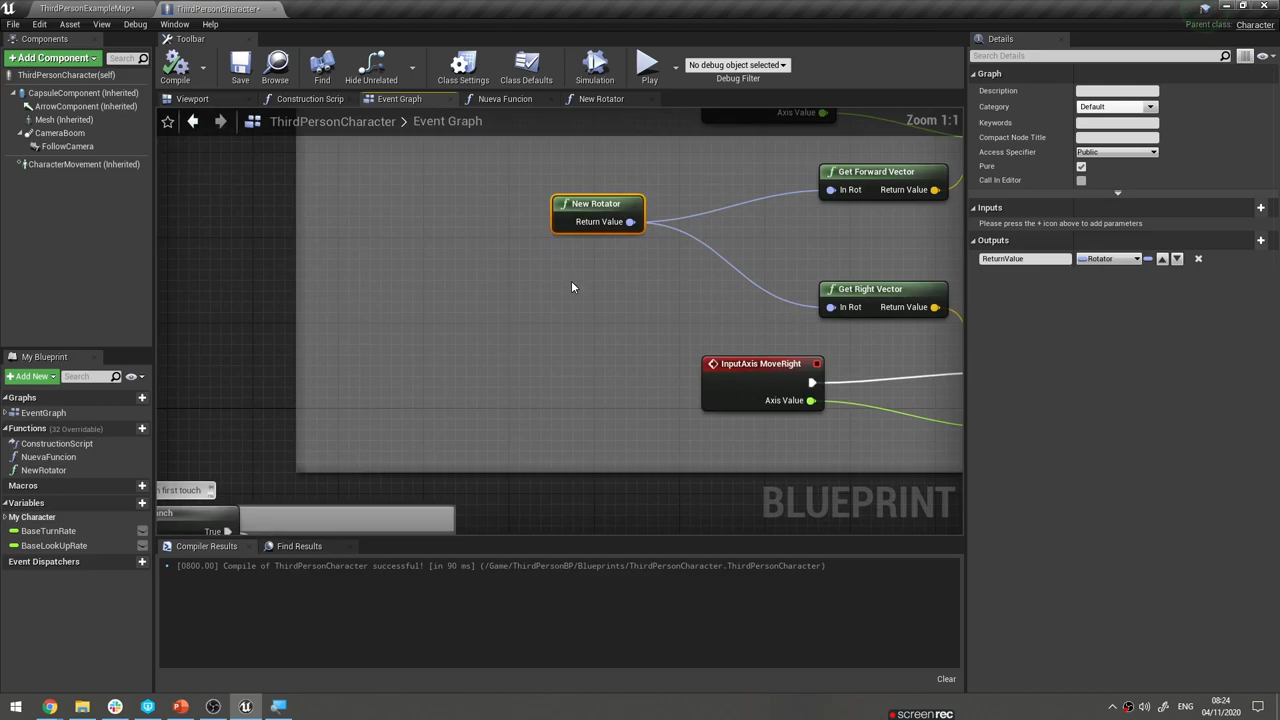 ThirdPersonExampleMap*
ThirdPersonCharacter*
File Edit Asset View Debug Window Help
Parent class: Character
Components
Toolbar
Details
+ Add Component
Search
ThirdPersonCharacter(self)
CapsuleComponent (Inherited)
ArrowComponent (Inherited)
Mesh (Inherited)
CameraBoom
FollowCamera
CharacterMovement (Inherited)
Compile
Save
Browse
Find
Hide Unrelated
Class Settings
Class Defaults
Simulation
Play
No debug object selected
Debug Filter
Viewport
Construction Scrip
Event Graph
Nueva Funcion
New Rotator
ThirdPersonCharacter > Event Graph
Zoom 1:1
Axis Value
Get Forward Vector
In Rot Return Value
New Rotator
Return Value
Get Right Vector
In Rot Return Value
InputAxis MoveRight
Axis Value
n first touch
anch
True
BLUEPRINT
Search Details
Graph
Description
Category Default
Keywords
Compact Node Title
Access Specifier Public
Pure
Call In Editor
Inputs
Please press the + icon above to add parameters
Outputs
ReturnValue Rotator
My Blueprint
+ Add New
Search
Graphs
EventGraph
Functions (32 Overridable)
ConstructionScript
NuevaFuncion
NewRotator
Macros
Variables
My Character
BaseTurnRate
BaseLookUpRate
Event Dispatchers
Compiler Results
Find Results
[0800.00] Compile of ThirdPersonCharacter successful! [in 90 ms] (/Game/ThirdPersonBP/Blueprints/ThirdPersonCharacter.ThirdPersonCharacter)
Clear
ENG
08:24
04/11/2020
screenrec